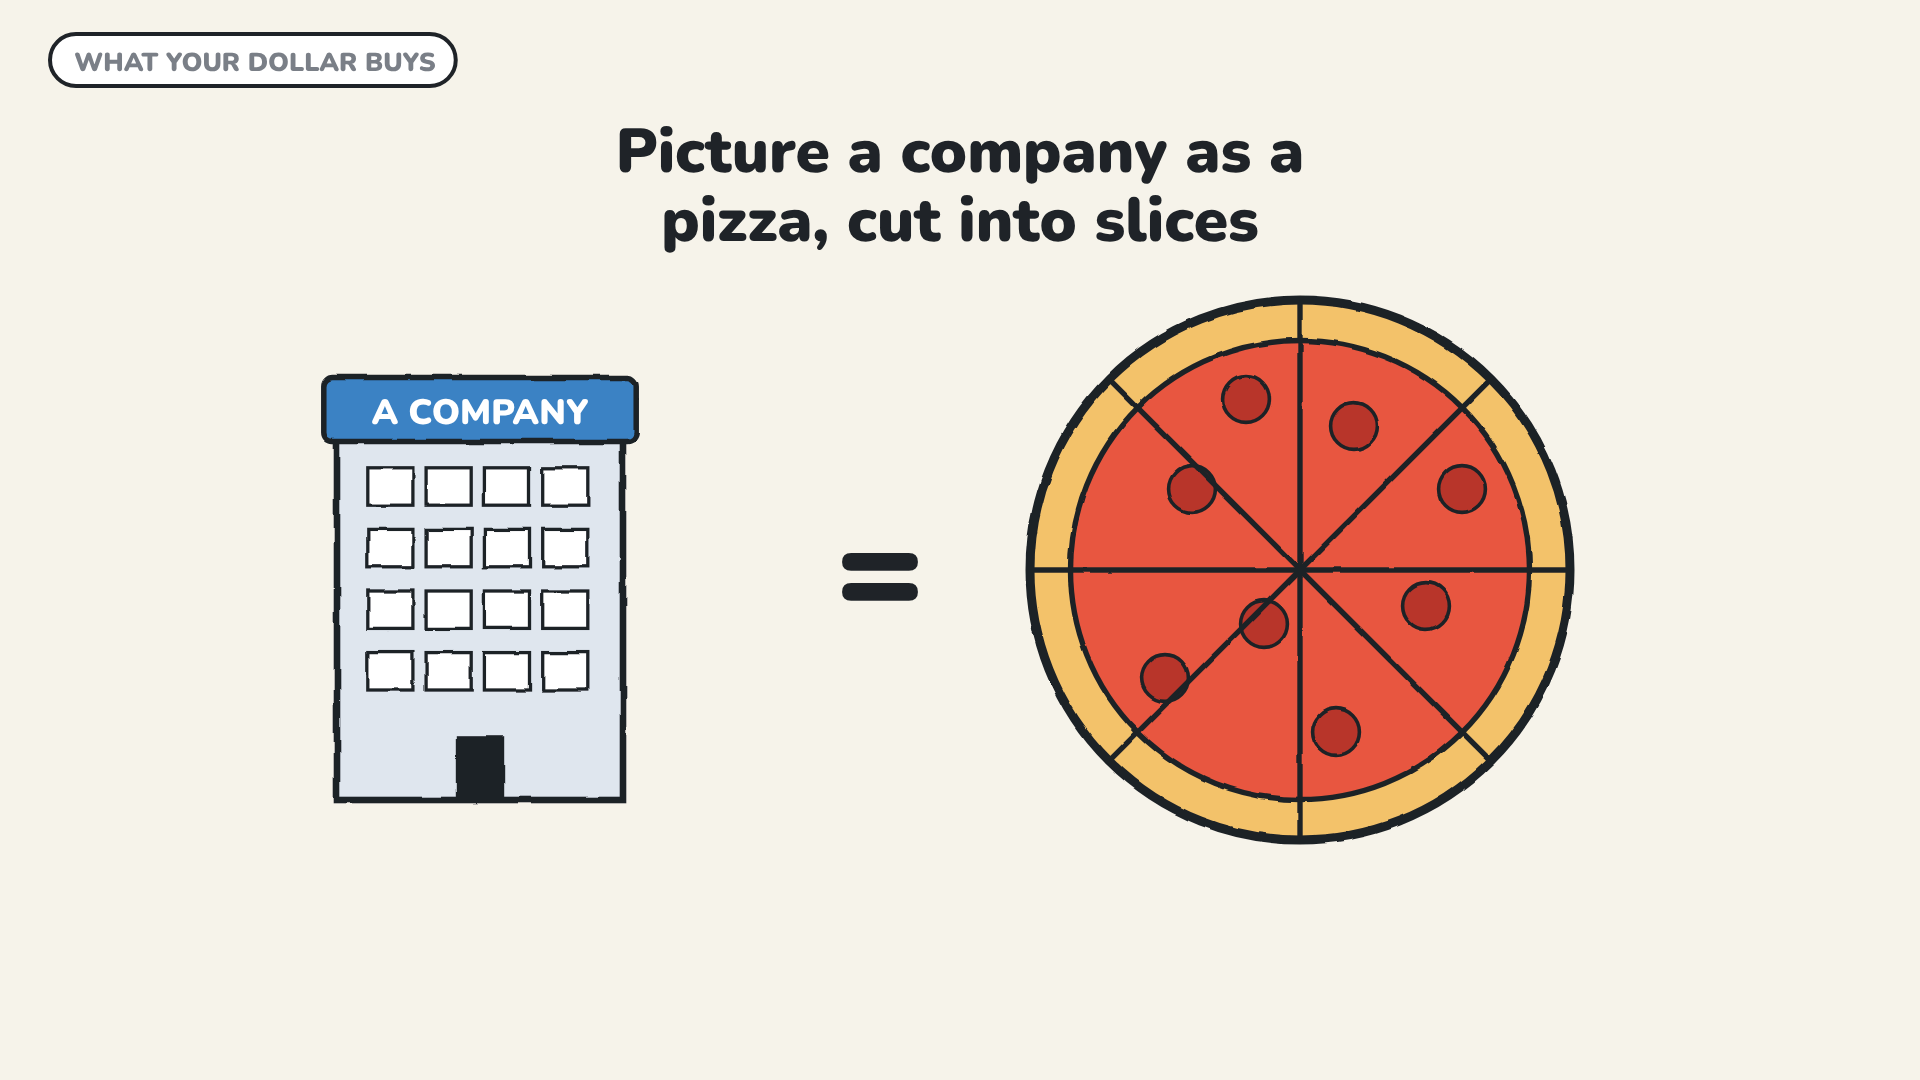 WHAT YOUR DOLLAR BUYS
Picture a company as a
pizza, cut into slices
A COMPANY